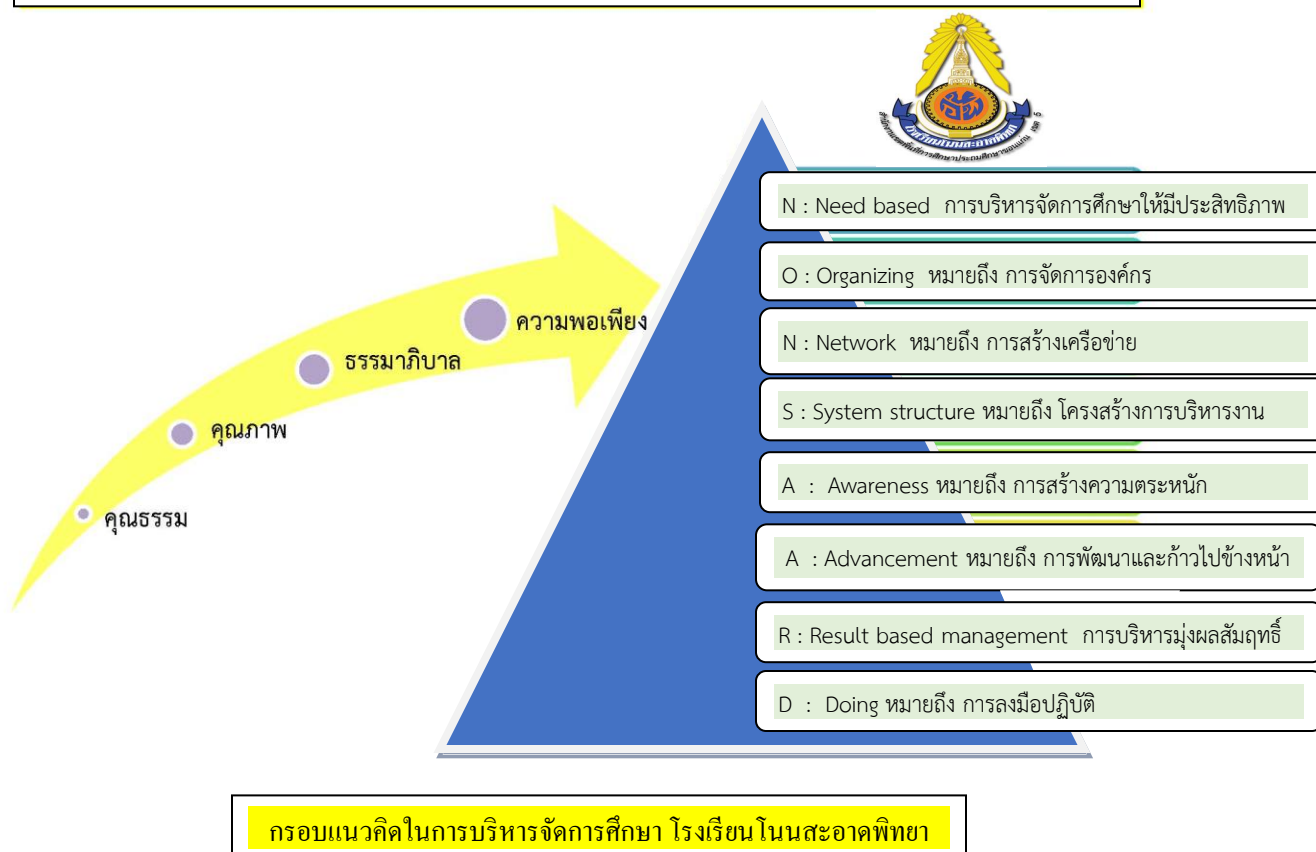 N : Need based การบริหารจัดการศึกษาให้มีประสิทธิภาพ
O : Organizing หมายถึง การจัดการองค์กร
N : Network หมายถึง การสร้างเครือข่าย
S : System structure หมายถึง โครงสร้างการบริหารงาน
A : Awareness หมายถึง การสร้างความตระหนัก
A : Advancement หมายถึง การพัฒนาและก้าวไปข้างหน้า
R : Result based management การบริหารมุ่งผลสัมฤทธิ์
D : Doing หมายถึง การลงมือปฏิบัติ
ความพอเพียง
ธรรมาภิบาล
คุณภาพ
คุณธรรม
กรอบแนวคิดในการบริหารจัดการศึกษา โรงเรียนโนนสะอาดพิทยา